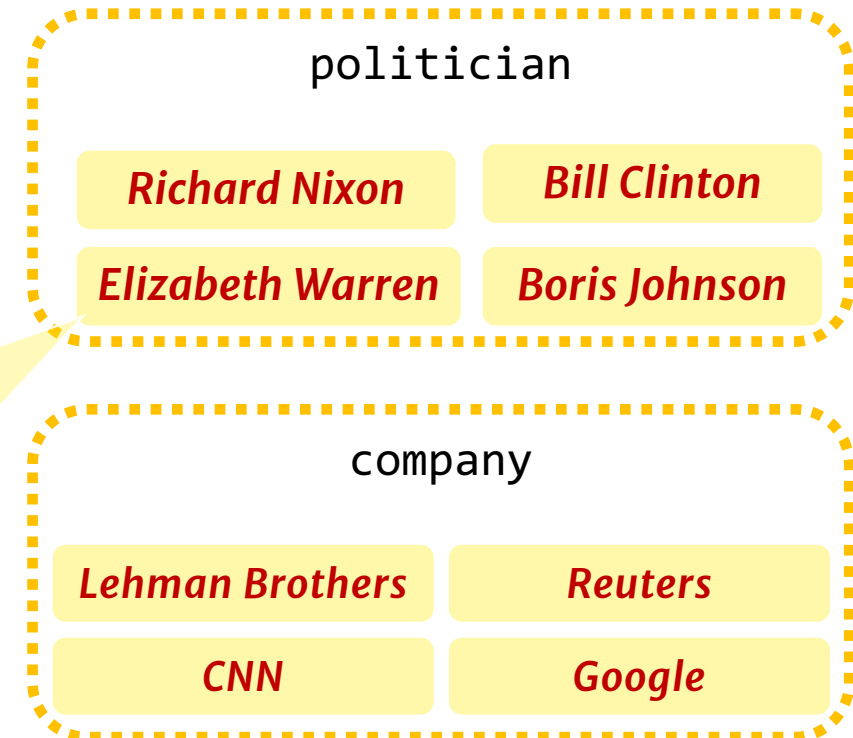 politician
Richard Nixon
Bill Clinton
Elizabeth Warren
Boris Johnson
company
Lehman Brothers
Reuters
CNN
Google